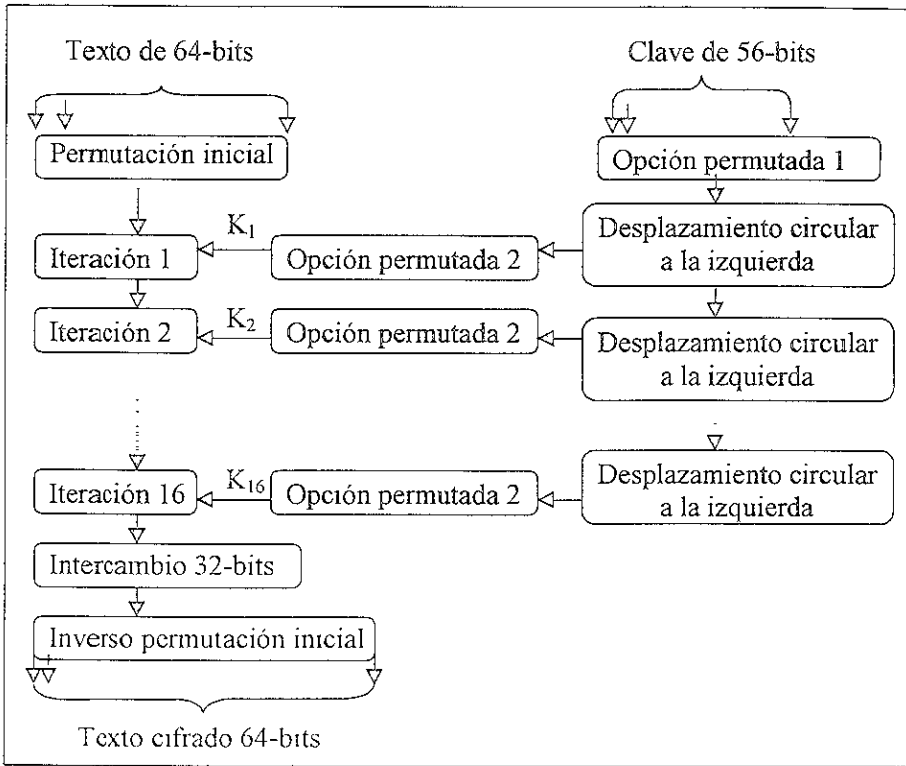 Texto de 64-bits
Clave de 56-bits
Permutación inicial
Opción permutada 1
K1
Iteración 1
Opción permutada 2
Desplazamiento circular
a la izquierda
K2
Iteración 2
Opción permutada 2
Desplazamiento circular
a la izquierda
K16
Iteración 16
Opción permutada 2
Desplazamiento circular
a la izquierda
Intercambio 32-bits
Inverso permutación inicial
Texto cifrado 64-bits